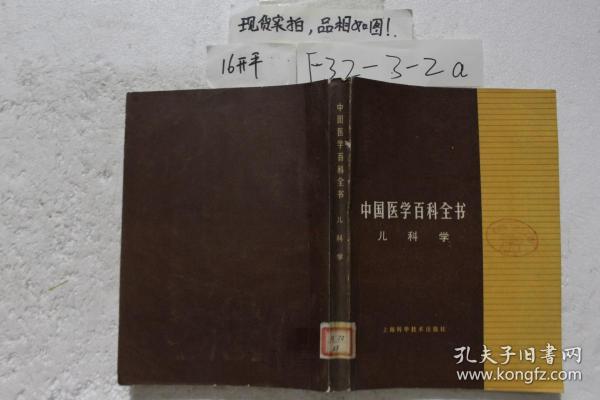 现货实拍，品相如图！.
16开平
F32-3-2a
中国医学百科全书 儿科学
中国医学百科全书
儿科学
上海科学技术出版社
孔夫子旧书网
www.kongfz.com